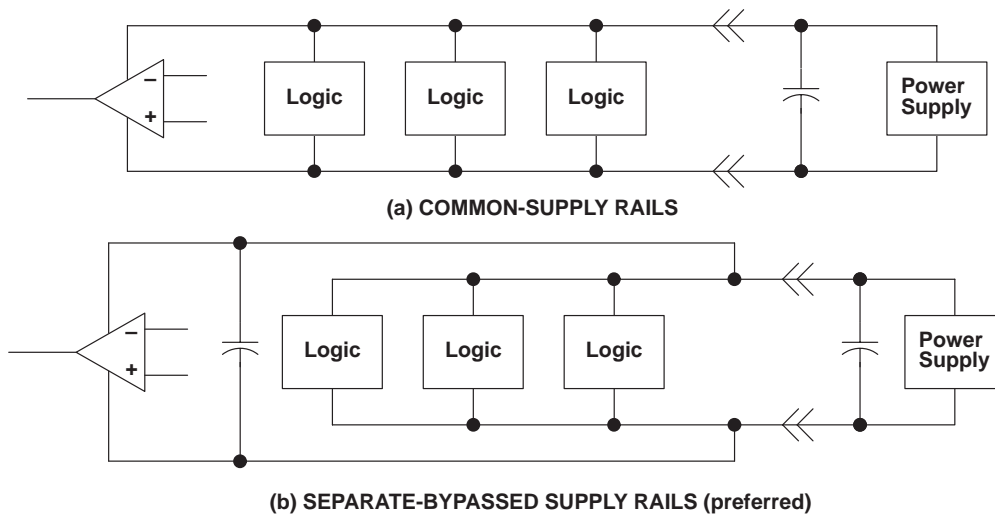 −
+
Logic
Logic
Logic
Power
Supply
(a) COMMON-SUPPLY RAILS
−
+
Logic
Logic
Logic
Power
Supply
(b) SEPARATE-BYPASSED SUPPLY RAILS (preferred)